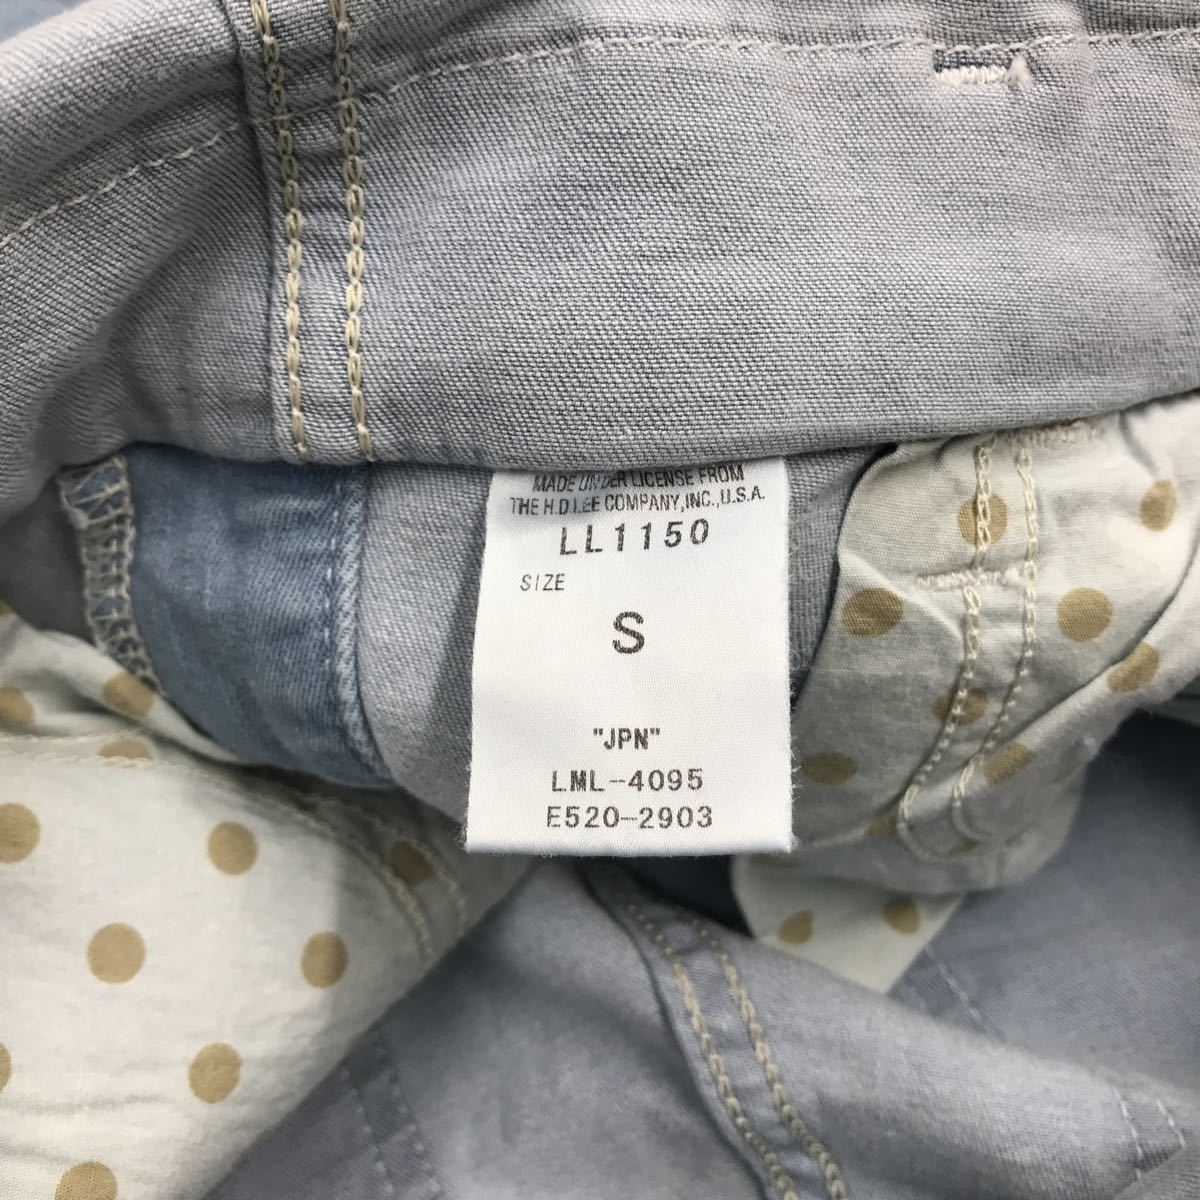 MADE UNDER LICENSE FROM
THE H.D.LEE COMPANY,INC.,U.S.A.
LL1150
SIZE
S
"JPN"
LML-4095
E520-2903